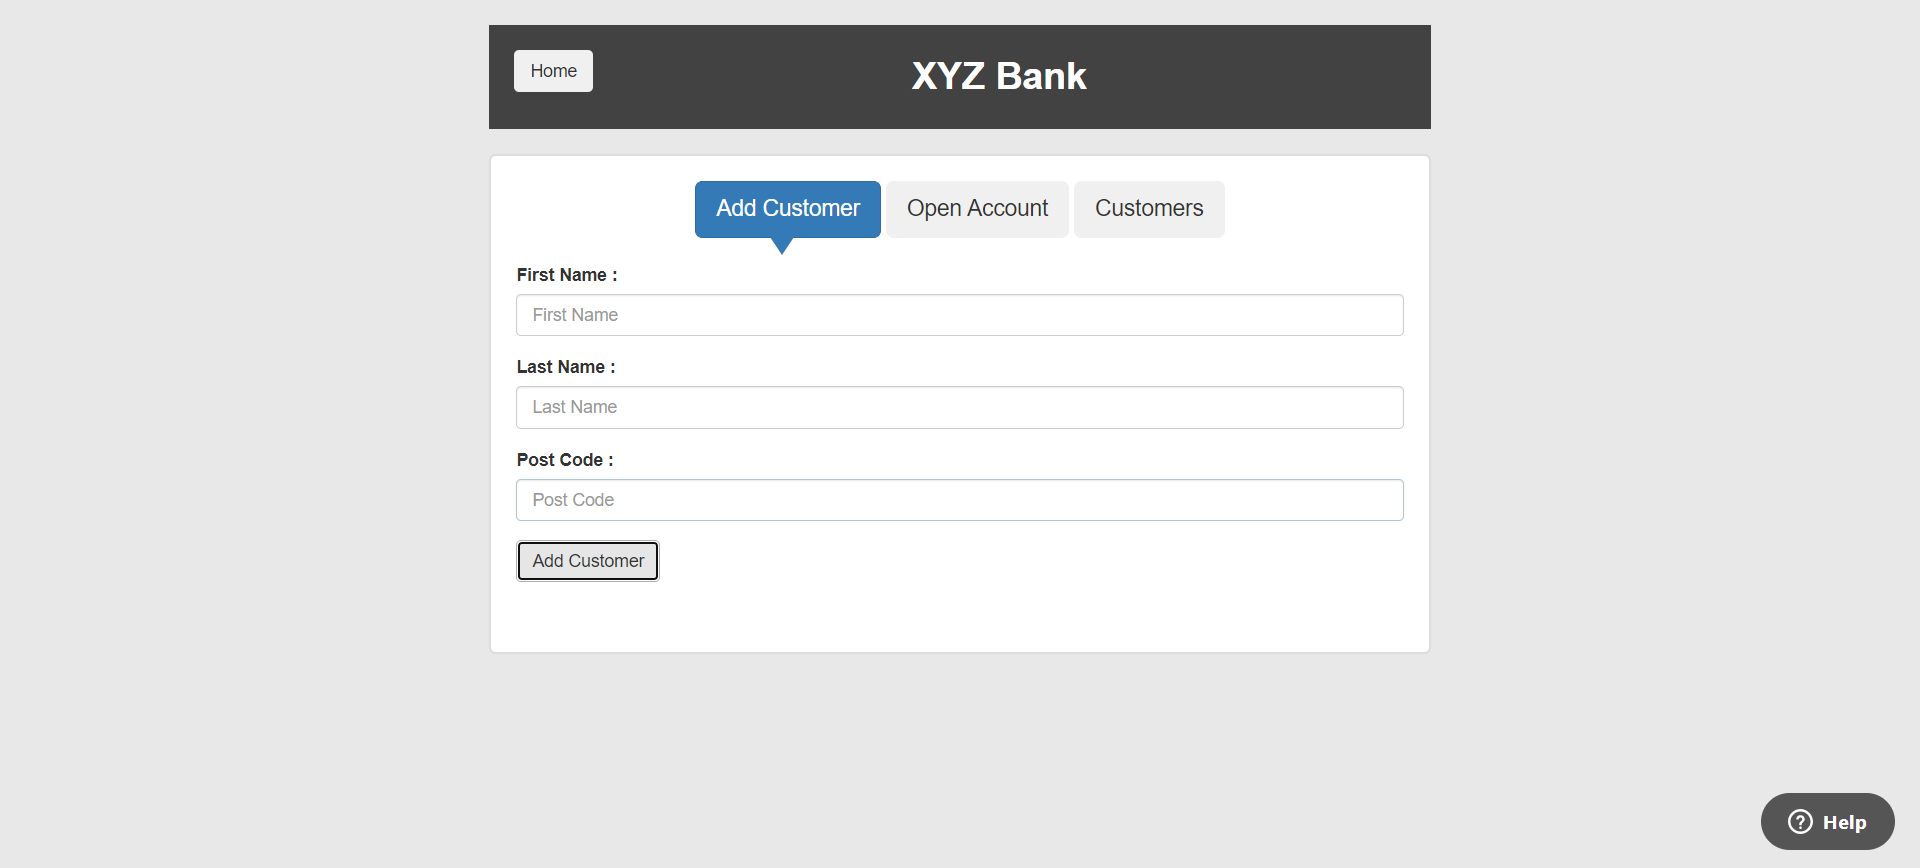 Home
XYZ Bank
Add Customer
Open Account
Customers
First Name :
First Name
Last Name :
Last Name
Post Code :
Post Code
Add Customer
Help